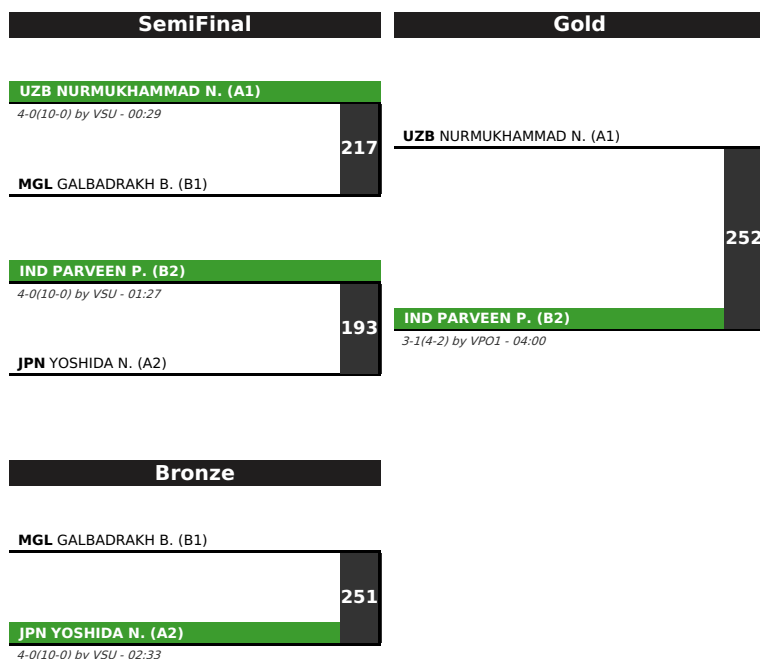 SemiFinal
UZB NURMUKHAMMAD N. (A1)
4-0(10-0) by VSU - 00:29
217
MGL GALBADRAKH B. (B1)
IND PARVEEN P. (B2)
4-0(10-0) by VSU - 01:27
193
JPN YOSHIDA N. (A2)
Gold
UZB NURMUKHAMMAD N. (A1)
252
IND PARVEEN P. (B2)
3-1(4-2) by VPO1 - 04:00
Bronze
MGL GALBADRAKH B. (B1)
251
JPN YOSHIDA N. (A2)
4-0(10-0) by VSU - 02:33